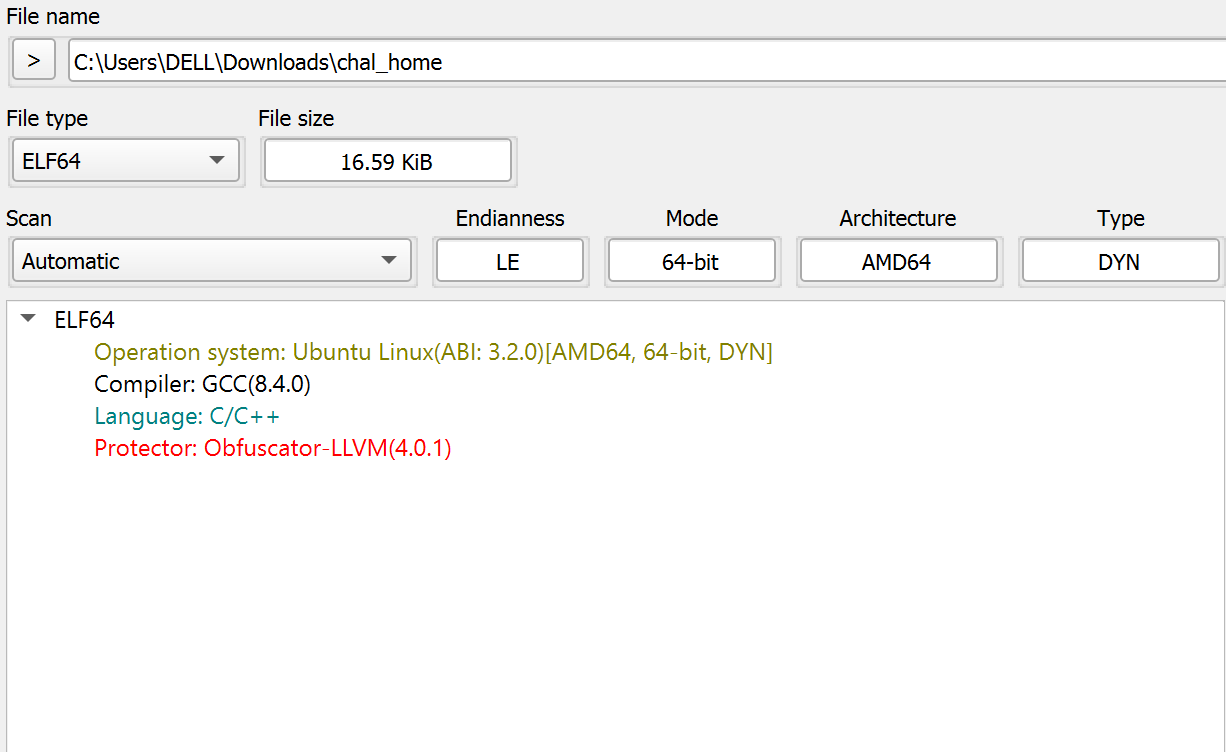 File name
> C:\Users\DELL\Downloads\chal_home
File type File size
ELF64 16.59 KiB
Scan Endianness Mode Architecture Type
Automatic LE 64-bit AMD64 DYN
ELF64
Operation system: Ubuntu Linux(ABI: 3.2.0)[AMD64, 64-bit, DYN]
Compiler: GCC(8.4.0)
Language: C/C++
Protector: Obfuscator-LLVM(4.0.1)